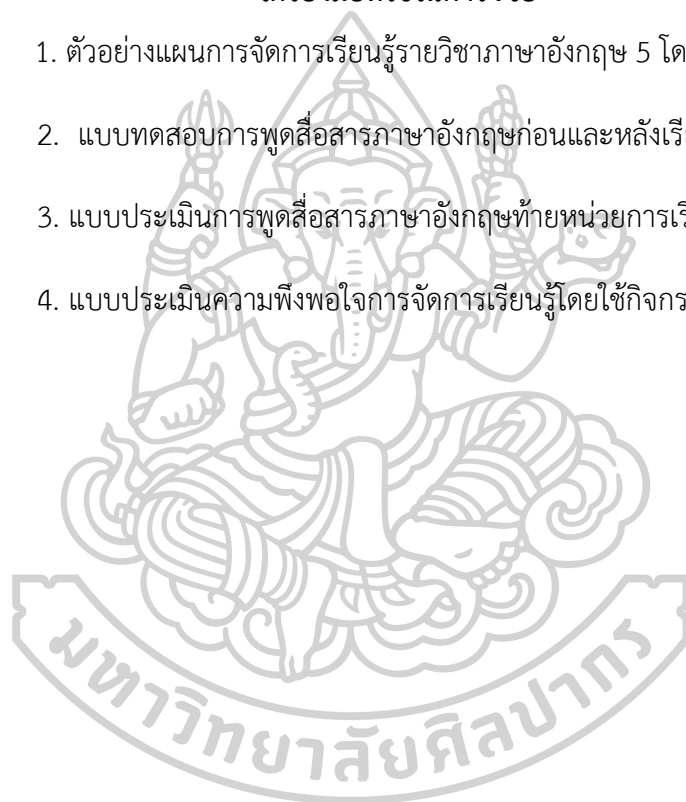 1. ตัวอย่างแผนการจัดการเรียนรู้รายวิชาภาษาอังกฤษ 5 โด
2. แบบทดสอบการพูดสื่อสารภาษาอังกฤษก่อนและหลังเรี
3. แบบประเมินการพูดสื่อสารภาษาอังกฤษท้ายหน่วยการเรี
4. แบบประเมินความพึงพอใจการจัดการเรียนรู้โดยใช้กิจกร
มหาวิทยาลัยศิลปากร